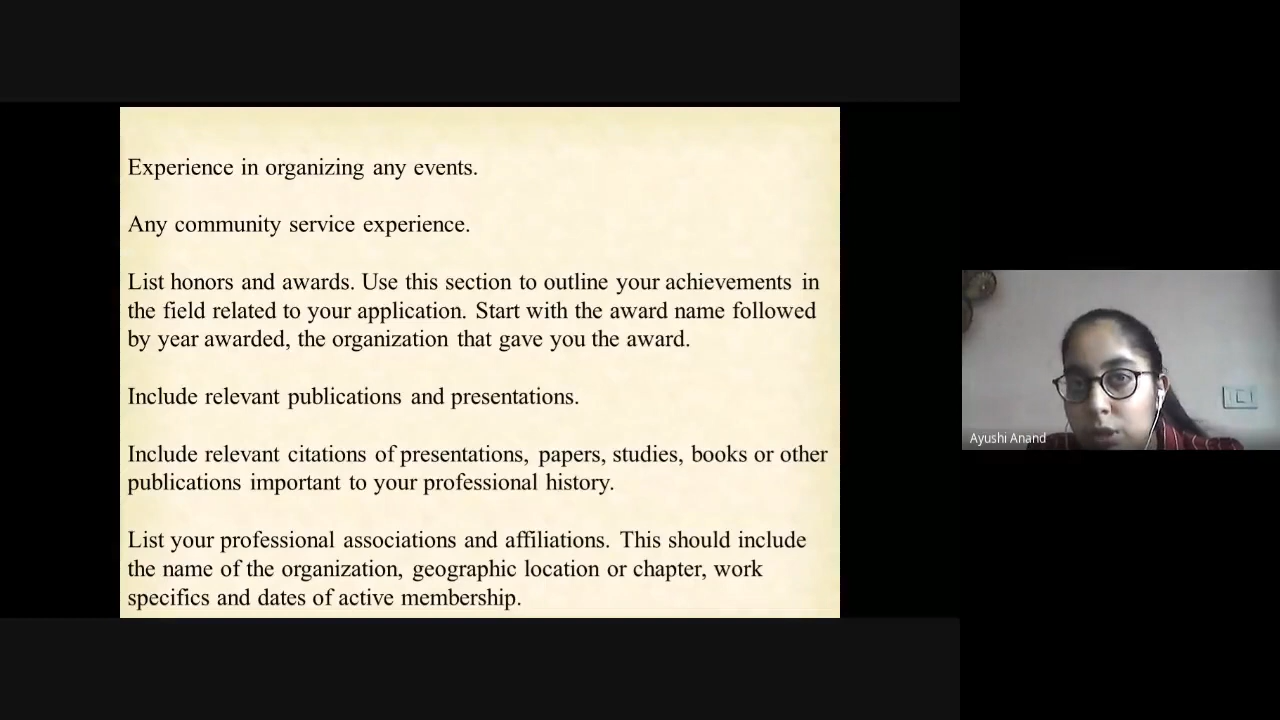 Experience in organizing any events.
Any community service experience.
List honors and awards. Use this section to outline your achievements in
the field related to your application. Start with the award name followed
by year awarded, the organization that gave you the award.
Include relevant publications and presentations.
Include relevant citations of presentations, papers, studies, books or other
publications important to your professional history.
List your professional associations and affiliations. This should include
the name of the organization, geographic location or chapter, work
specifics and dates of active membership.
Ayushi Anand